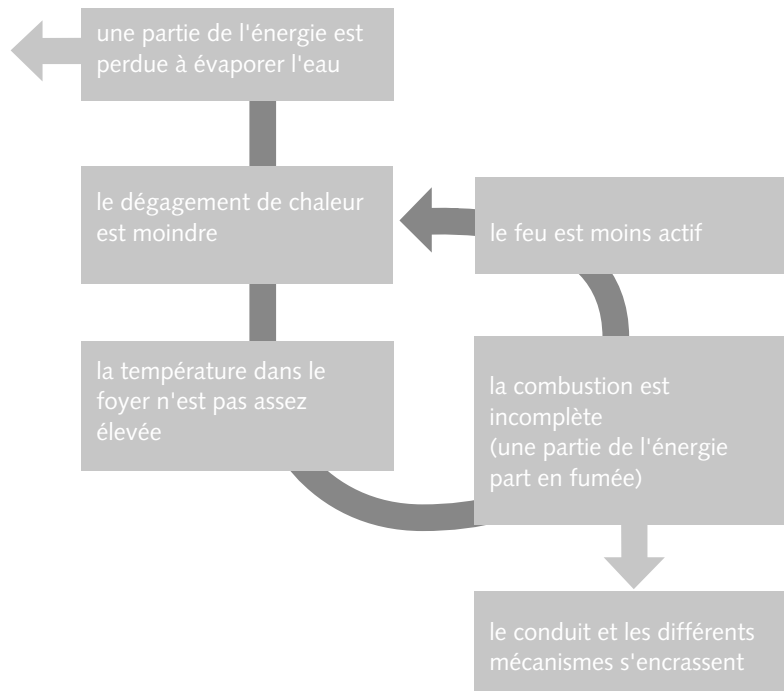 une partie de l'énergie est
perdue à évaporer l'eau
le dégagement de chaleur
est moindre
la température dans le
foyer n'est pas assez
élevée
le feu est moins actif
la combustion est
incomplète
(une partie de l'énergie
part en fumée)
le conduit et les différents
mécanismes s'encrassent